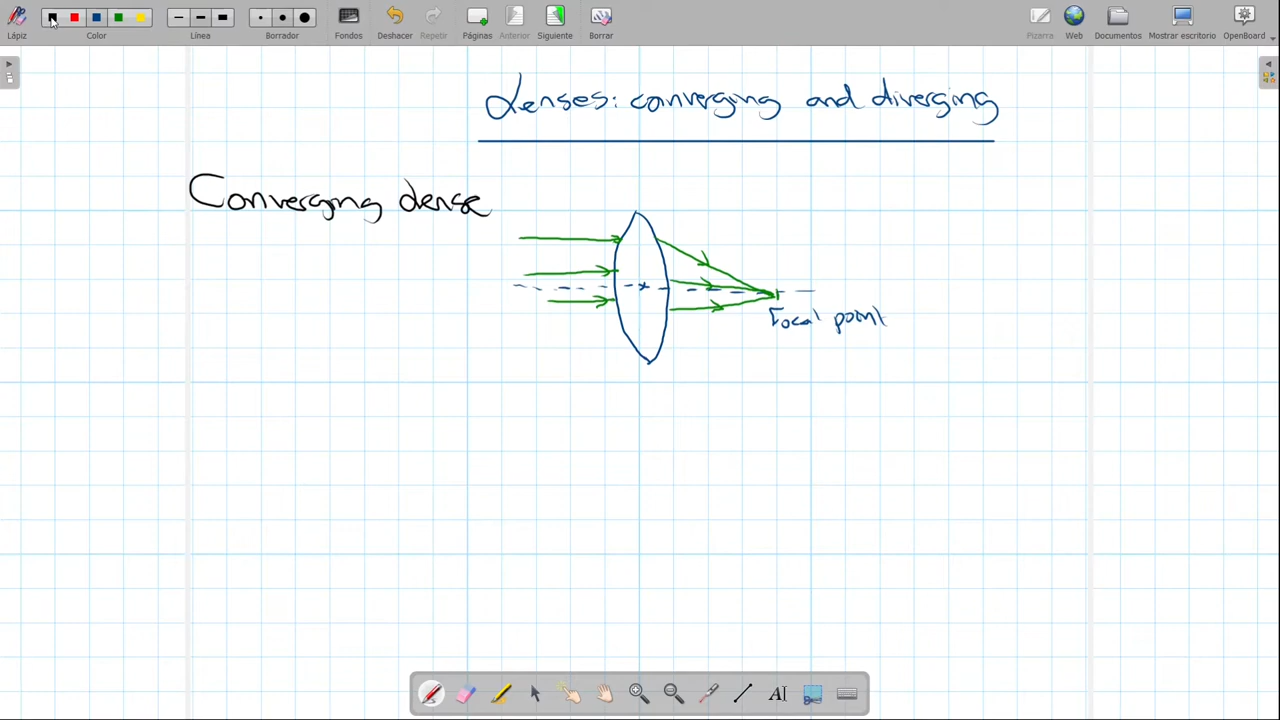 Lápiz Color Línea Borrador Fondos Deshacer Repetir Páginas Anterior Siguiente Borrar Pizarra Web Documentos Mostrar escritorio OpenBoard
Lenses: converging and diverging
Converging lense
Focal point